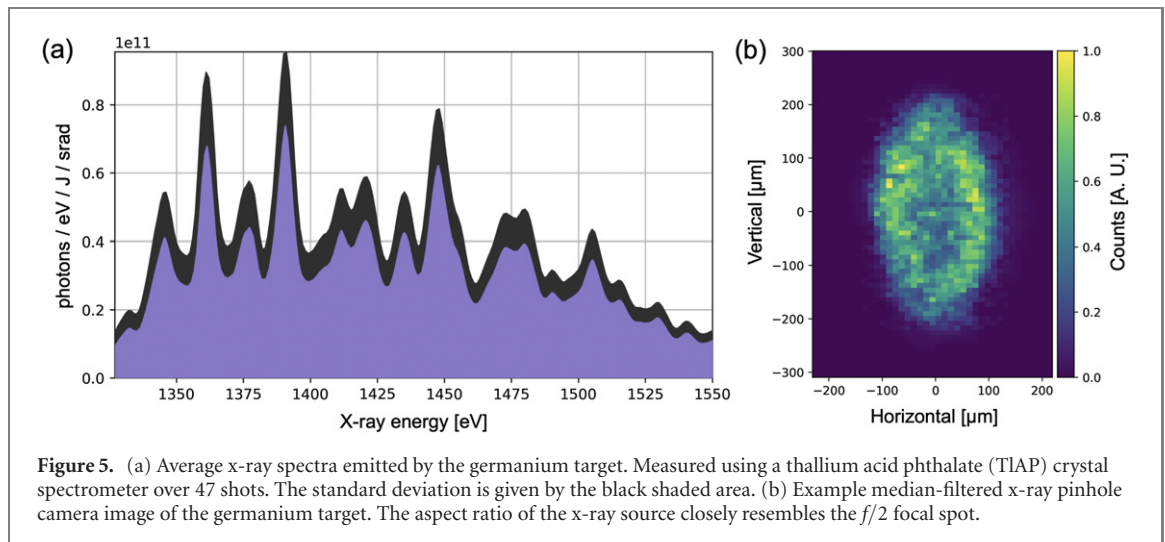 (a)
1e11
photons / eV / J / srad
0.8
0.6
0.4
0.2
0.0
1350 1375 1400 1425 1450 1475 1500 1525 1550
X-ray energy [eV]
(b)
Vertical [μm]
300
200
100
0
−100
−200
−300
−200 −100 0 100 200
Horizontal [μm]
1.0
0.8
0.6
0.4
0.2
0.0
Counts [A. U.]
Figure 5. (a) Average x-ray spectra emitted by the germanium target. Measured using a thallium acid phthalate (TlAP) crystal
spectrometer over 47 shots. The standard deviation is given by the black shaded area. (b) Example median-filtered x-ray pinhole
camera image of the germanium target. The aspect ratio of the x-ray source closely resembles the f/2 focal spot.